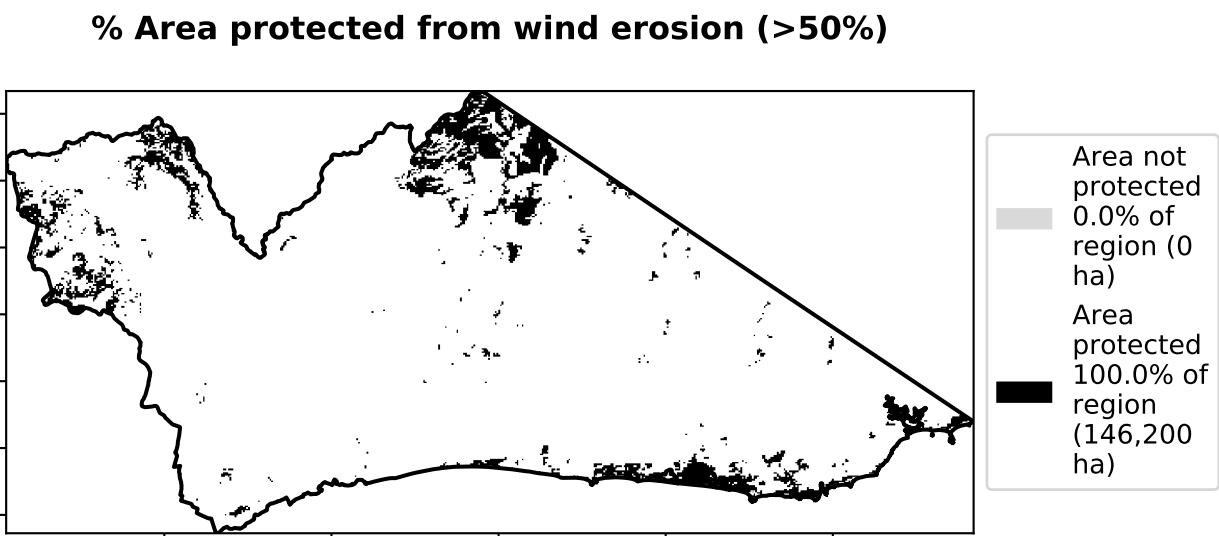 % Area protected from wind erosion (>50%)
Area not
protected
0.0% of
region (0
ha)
Area
protected
100.0% of
region
(146,200
ha)